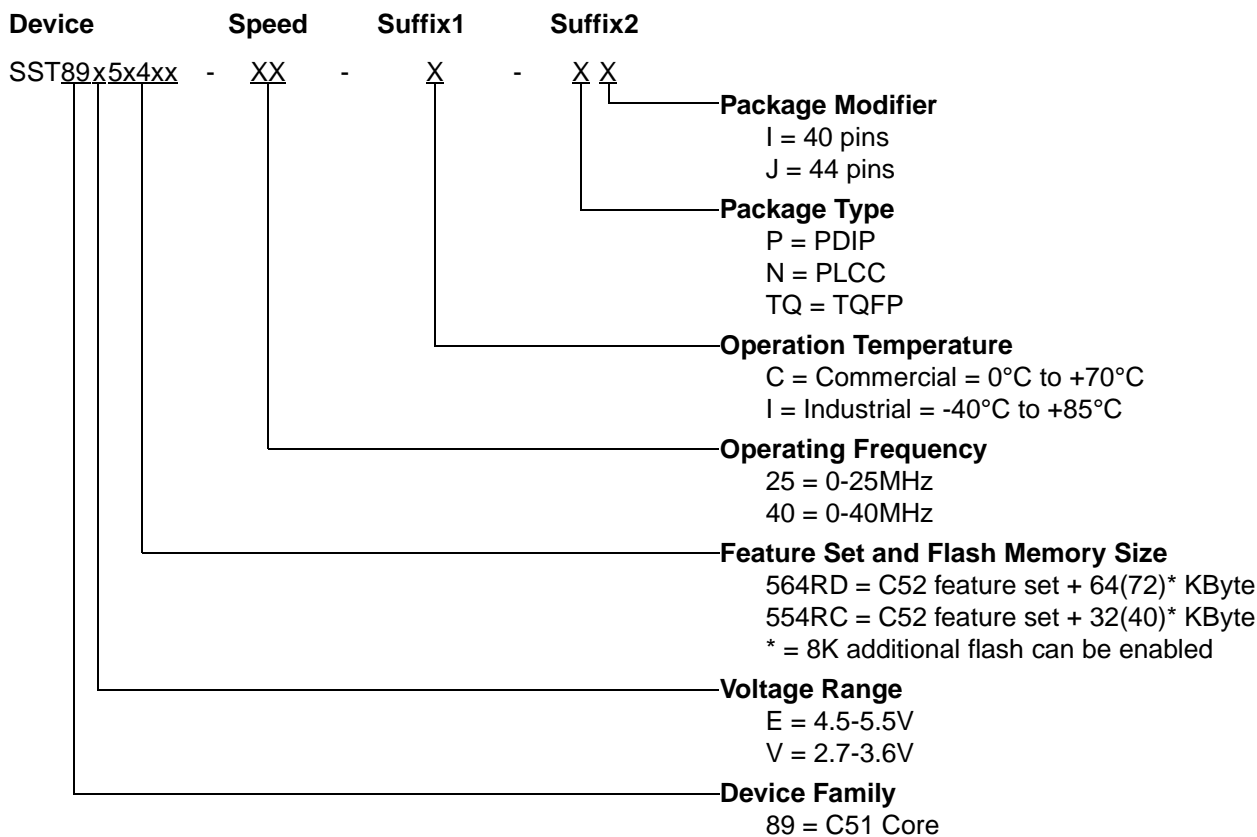 Device Speed Suffix1 Suffix2
SST89x5x4xx - XX - X - X X
Package Modifier
I = 40 pins
J = 44 pins
Package Type
P = PDIP
N = PLCC
TQ = TQFP
Operation Temperature
C = Commercial = 0°C to +70°C
I = Industrial = -40°C to +85°C
Operating Frequency
25 = 0-25MHz
40 = 0-40MHz
Feature Set and Flash Memory Size
564RD = C52 feature set + 64(72)* KByte
554RC = C52 feature set + 32(40)* KByte
* = 8K additional flash can be enabled
Voltage Range
E = 4.5-5.5V
V = 2.7-3.6V
Device Family
89 = C51 Core